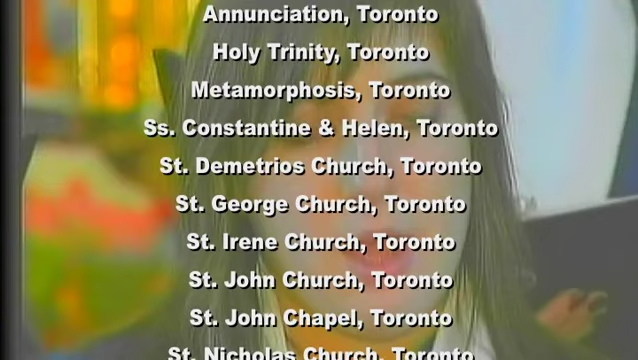 Annunciation, Toronto
Holy Trinity, Toronto
Metamorphosis, Toronto
Ss. Constantine & Helen, Toronto
St. Demetrios Church, Toronto
St. George Church, Toronto
St. Irene Church, Toronto
St. John Church, Toronto
St. John Chapel, Toronto
St. Nicholas Church, Toronto